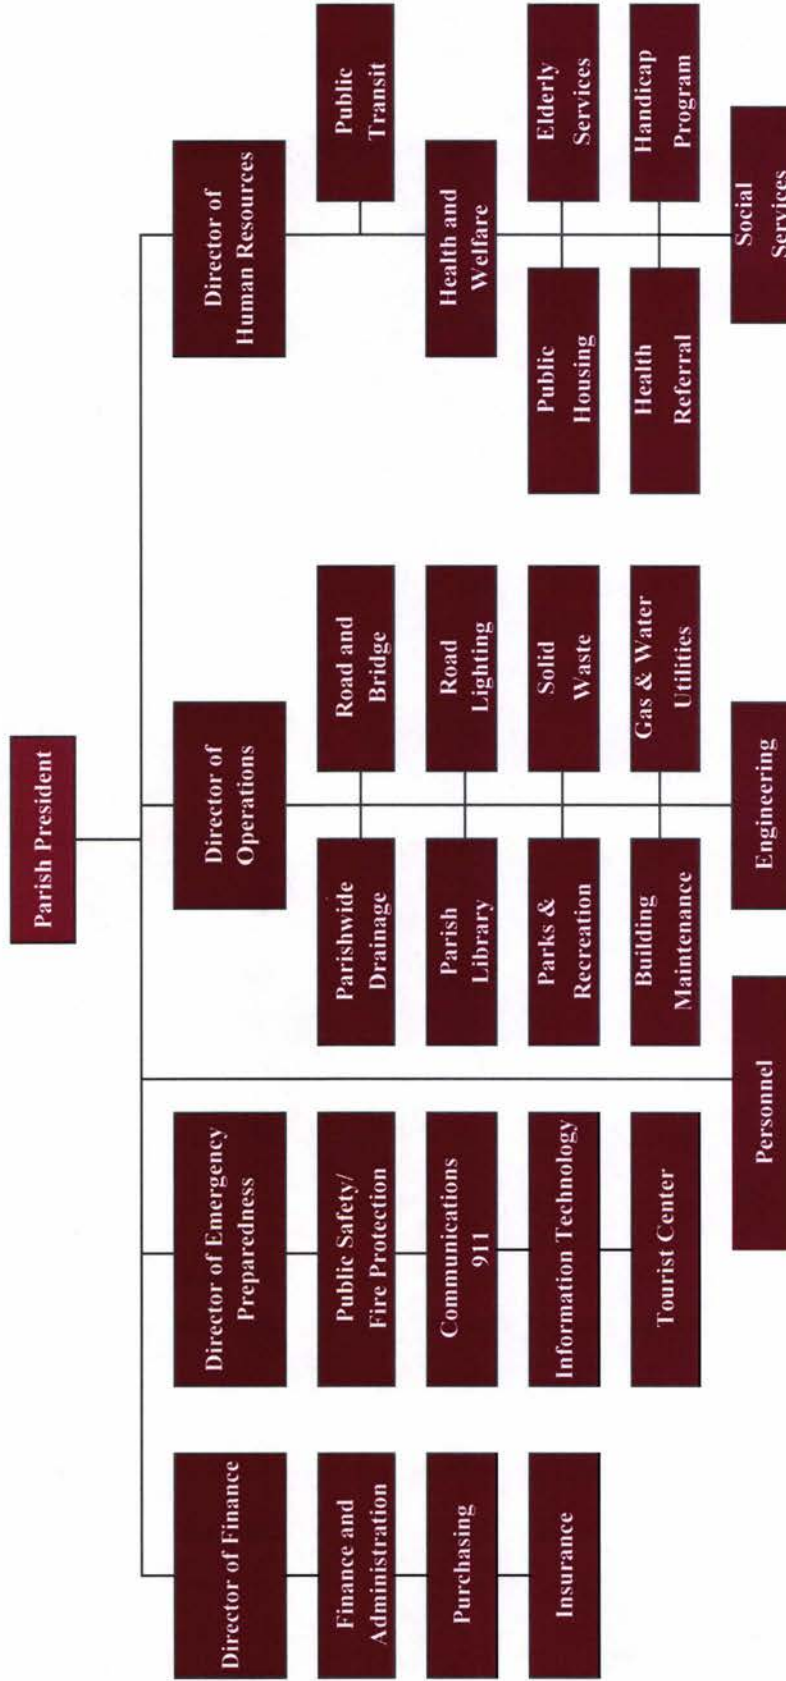 Parish President
Director of Finance
Finance and
Administration
Purchasing
Insurance
Director of Emergency
Preparedness
Public Safety/
Fire Protection
Communications
911
Information Technology
Tourist Center
Personnel
Director of
Operations
Parishwide
Drainage
Road and
Bridge
Parish
Library
Road
Lighting
Parks &
Recreation
Solid
Waste
Building
Maintenance
Gas & Water
Utilities
Engineering
Director of
Human Resources
Public
Transit
Health and
Welfare
Public
Housing
Elderly
Services
Health
Referral
Handicap
Program
Social
Services